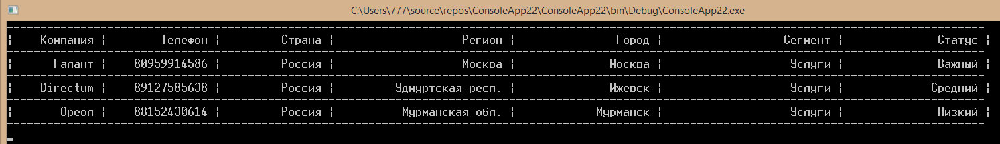 C:\Users\777\source\repos\ConsoleApp22\ConsoleApp22\bin\Debug\ConsoleApp22.exe
| Компания | Телефон | Страна | Регион | Город | Сегмент | Статус |
| Галант | 80959914586 | Россия | Москва | Москва | Услуги | Важный |
| Directum | 89127585638 | Россия | Удмуртская респ. | Ижевск | Услуги | Средний |
| Ореол | 88152430614 | Россия | Мурманская обл. | Мурманск | Услуги | Низкий |